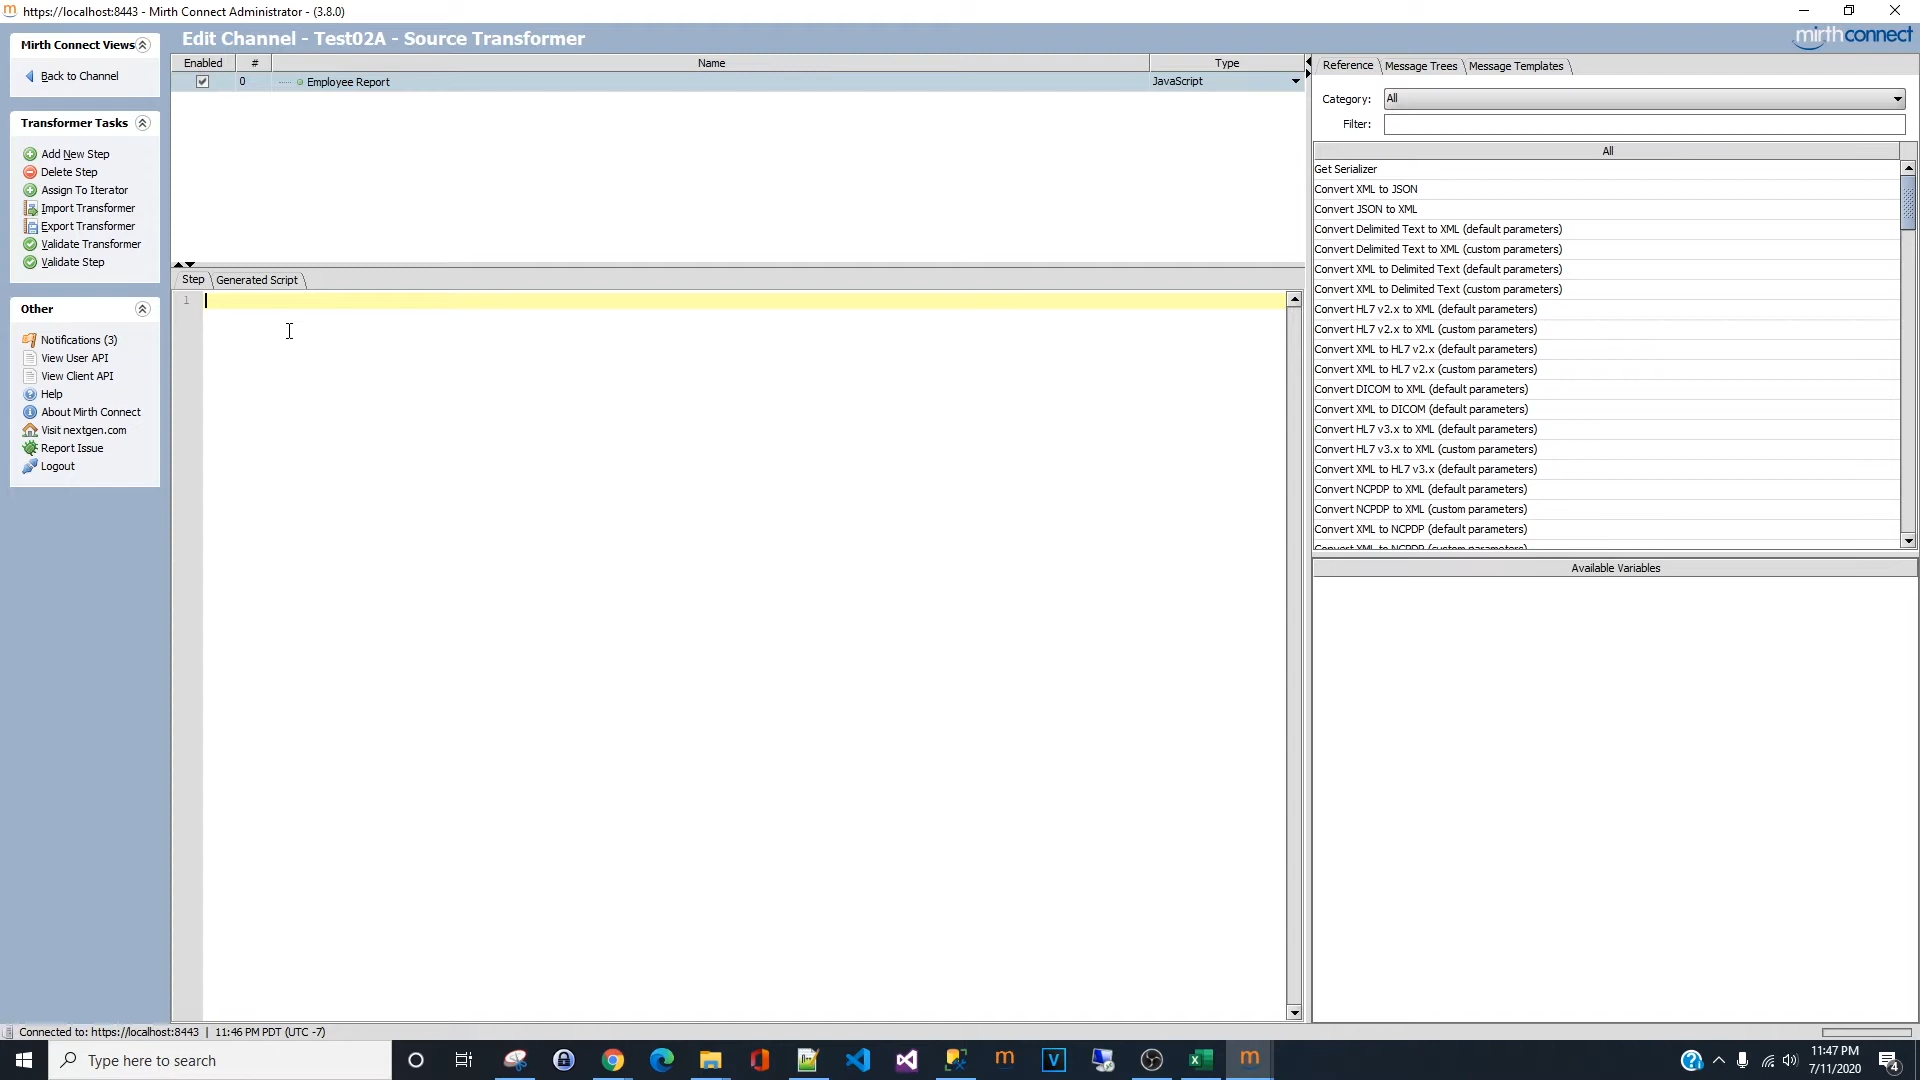 https://localhost:8443 - Mirth Connect Administrator - (3.8.0)
Mirth Connect Views
Back to Channel
Transformer Tasks
Add New Step
Delete Step
Assign To Iterator
Import Transformer
Export Transformer
Validate Transformer
Validate Step
Other
Notifications (3)
View User API
View Client API
Help
About Mirth Connect
Visit nextgen.com
Report Issue
Logout
Edit Channel - Test02A - Source Transformer
mirthconnect
Enabled # Name Type
0 Employee Report JavaScript
Step Generated Script
1
Reference Message Trees Message Templates
Category: All
Filter:
All
Get Serializer
Convert XML to JSON
Convert JSON to XML
Convert Delimited Text to XML (default parameters)
Convert Delimited Text to XML (custom parameters)
Convert XML to Delimited Text (default parameters)
Convert XML to Delimited Text (custom parameters)
Convert HL7 v2.x to XML (default parameters)
Convert HL7 v2.x to XML (custom parameters)
Convert XML to HL7 v2.x (default parameters)
Convert XML to HL7 v2.x (custom parameters)
Convert DICOM to XML (default parameters)
Convert XML to DICOM (default parameters)
Convert HL7 v3.x to XML (default parameters)
Convert HL7 v3.x to XML (custom parameters)
Convert XML to HL7 v3.x (default parameters)
Convert NCPDP to XML (default parameters)
Convert NCPDP to XML (custom parameters)
Convert XML to NCPDP (default parameters)
Convert XML to NCPDP (custom parameters)
Available Variables
Connected to: https://localhost:8443 | 11:46 PM PDT (UTC -7)
Type here to search
11:47 PM
7/11/2020
4